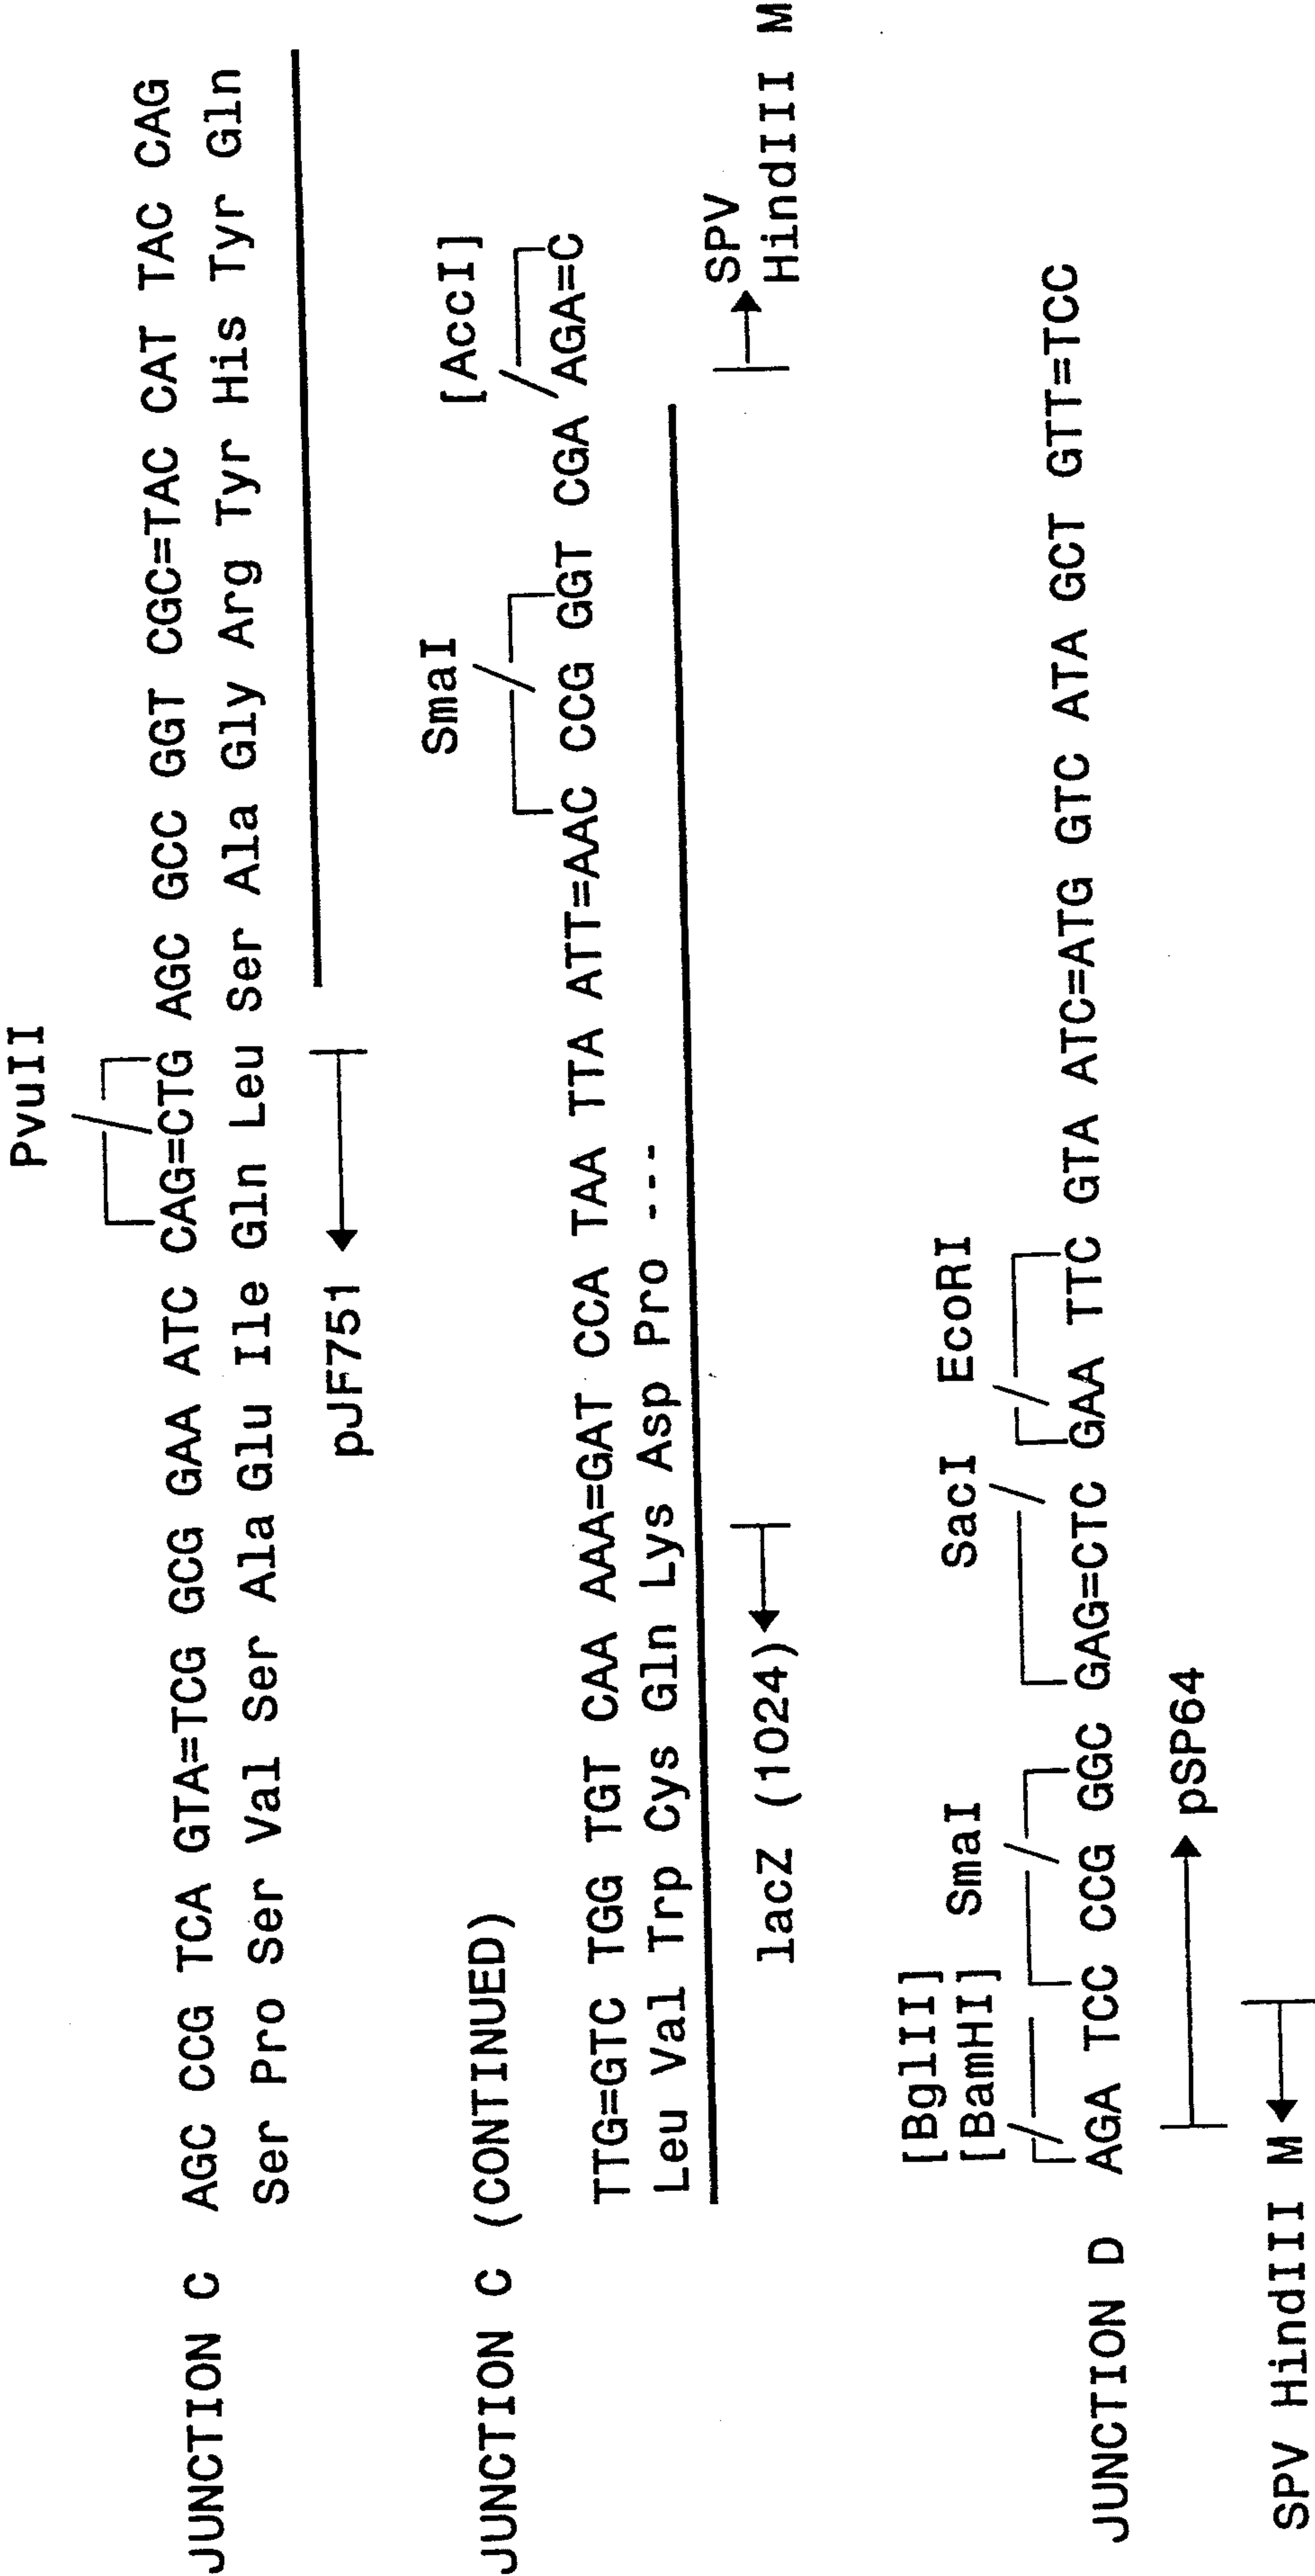 PvuII
JUNCTION C AGC CCG TCA GTA=TCG GCG GAA ATC CAG=CTG AGC GCC GGT CGC=TAC CAT TAC CAG
Ser Pro Ser Val Ser Ala Glu Ile Gln Leu Ser Ala Gly Arg Tyr His Tyr Gln
pJF751
JUNCTION C (CONTINUED)
SmaI [AccI]
TTG=GTC TGG TGT CAA AAA=GAT CCA TAA TTA ATT=AAC CCG GGT CGA AGA=C
Leu Val Trp Cys Gln Lys Asp Pro ---
lacZ (1024)
SPV
HindIII M
[BglII]
[BamHI] SmaI SacI EcoRI
JUNCTION D AGA TCC CCG GGC GAG=CTC GAA TTC GTA ATC=ATG GTC ATA GCT GTT=TCC
pSP64
SPV HindIII M